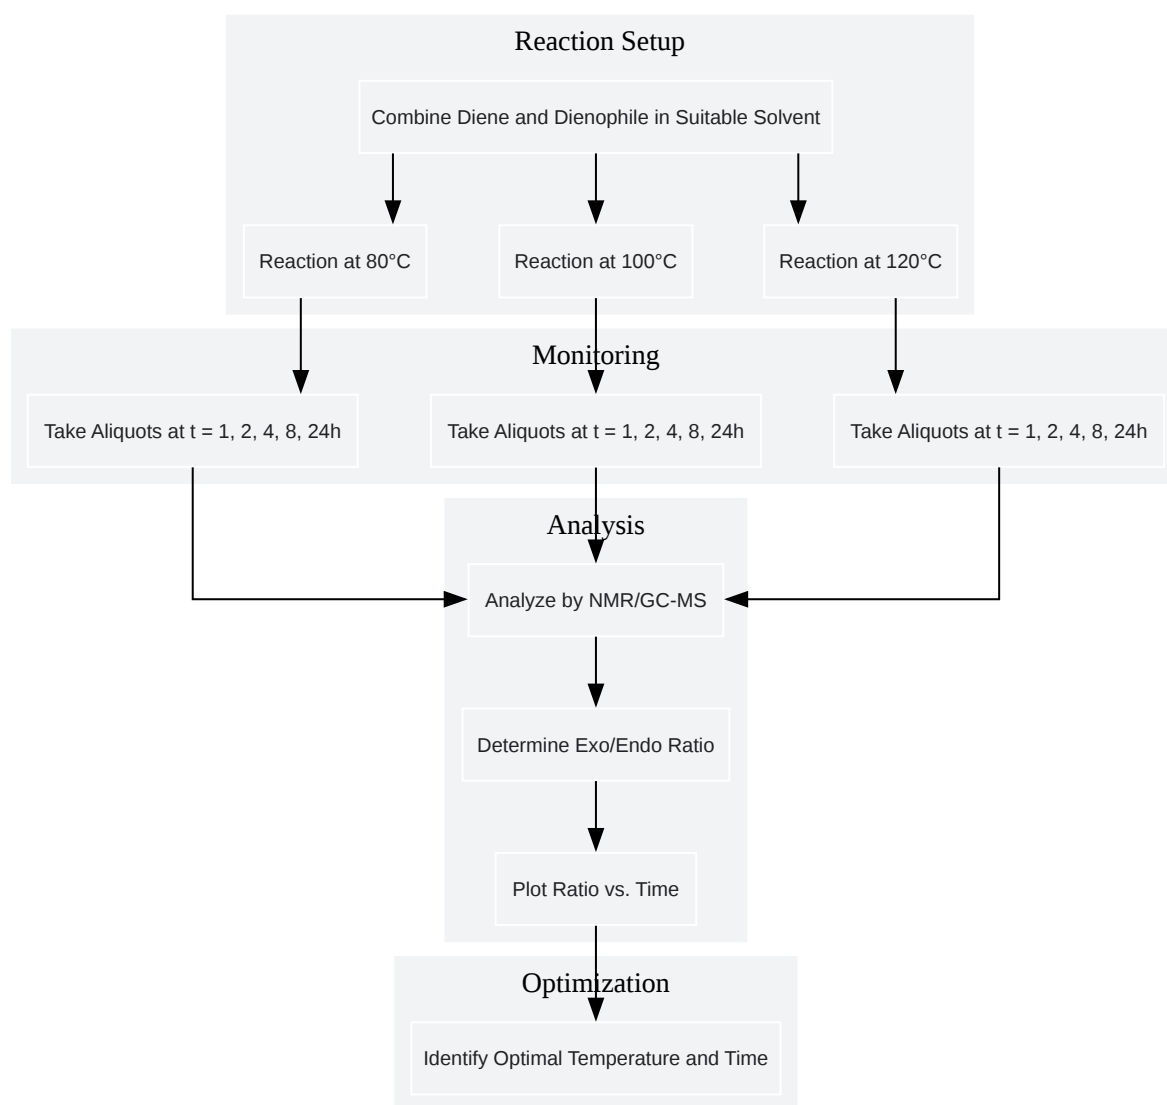 Reaction Setup
Combine Diene and Dienophile in Suitable Solvent
Reaction at 80°C
Reaction at 100°C
Reaction at 120°C
Monitoring
Take Aliquots at t = 1, 2, 4, 8, 24h
Take Aliquots at t = 1, 2, 4, 8, 24h
Take Aliquots at t = 1, 2, 4, 8, 24h
Analysis
Analyze by NMR/GC-MS
Determine Exo/Endo Ratio
Plot Ratio vs. Time
Optimization
Identify Optimal Temperature and Time